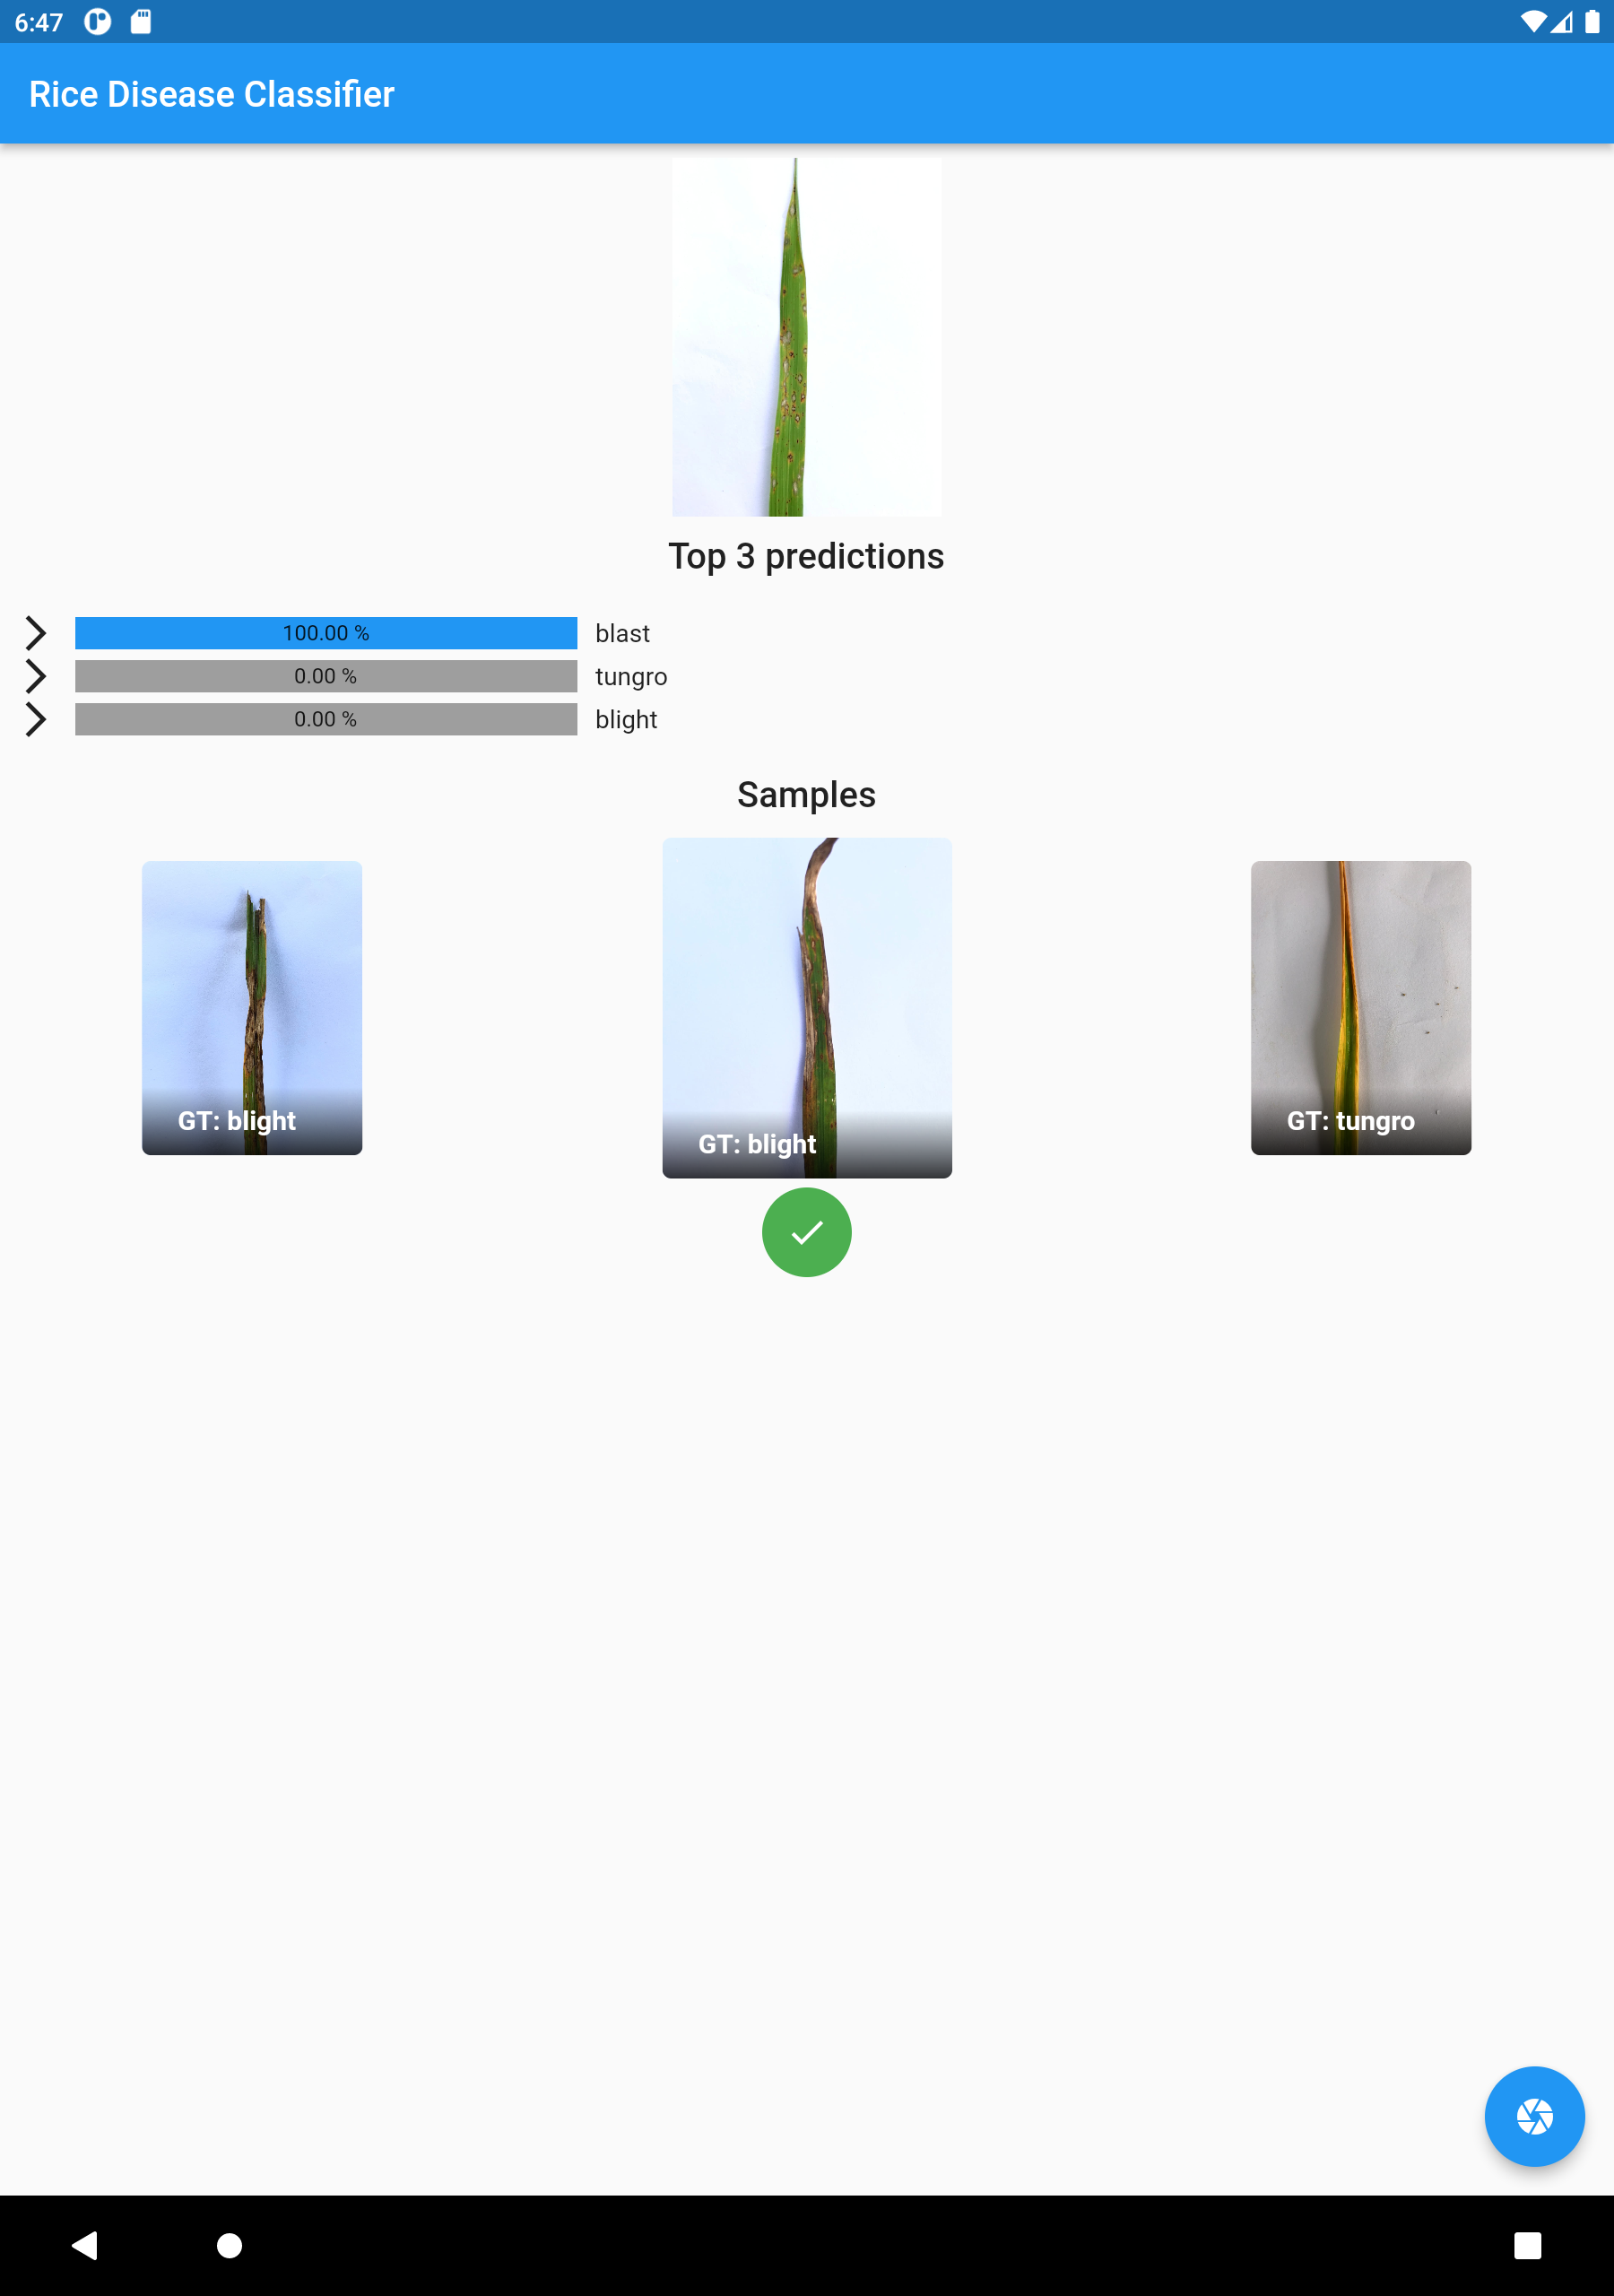 6:47
Rice Disease Classifier
Top 3 predictions
100.00 % blast
0.00 % tungro
0.00 % blight
Samples
GT: blight
GT: blight
GT: tungro